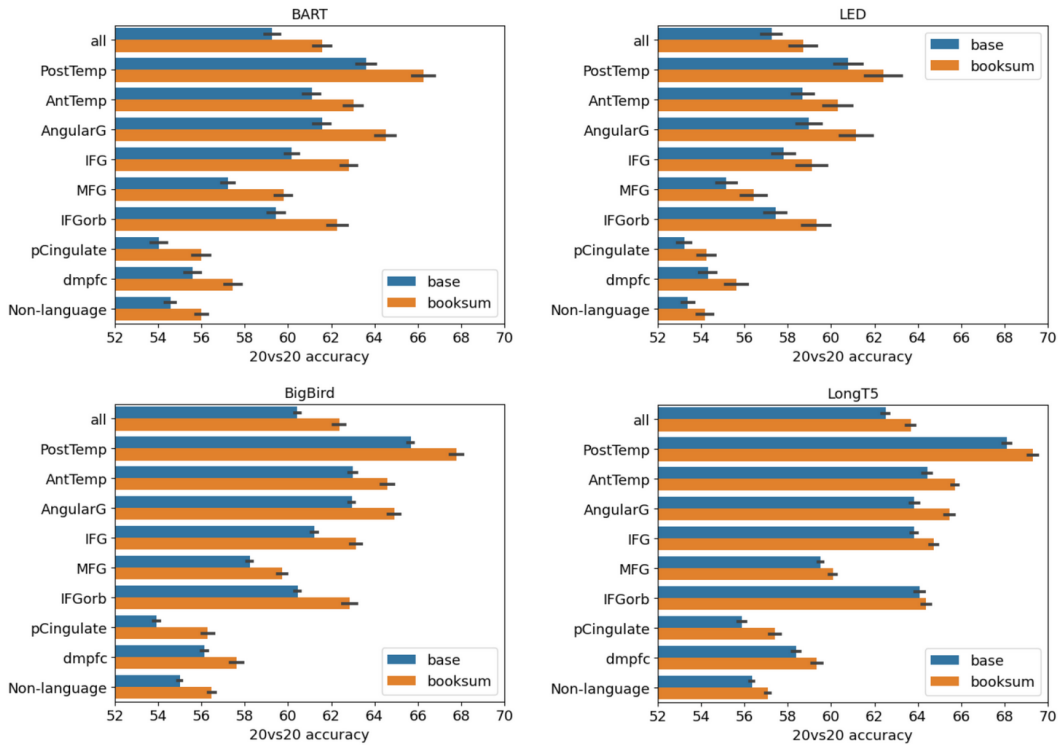 BART
all
PostTemp
AntTemp
AngularG
IFG
MFG
IFGorb
pCingulate
dmpfc
Non-language
base
booksum
52 54 56 58 60 62 64 66 68 70
20vs20 accuracy
LED
all
PostTemp
AntTemp
AngularG
IFG
MFG
IFGorb
pCingulate
dmpfc
Non-language
base
booksum
52 54 56 58 60 62 64 66 68 70
20vs20 accuracy
BigBird
all
PostTemp
AntTemp
AngularG
IFG
MFG
IFGorb
pCingulate
dmpfc
Non-language
base
booksum
52 54 56 58 60 62 64 66 68 70
20vs20 accuracy
LongT5
all
PostTemp
AntTemp
AngularG
IFG
MFG
IFGorb
pCingulate
dmpfc
Non-language
base
booksum
52 54 56 58 60 62 64 66 68 70
20vs20 accuracy